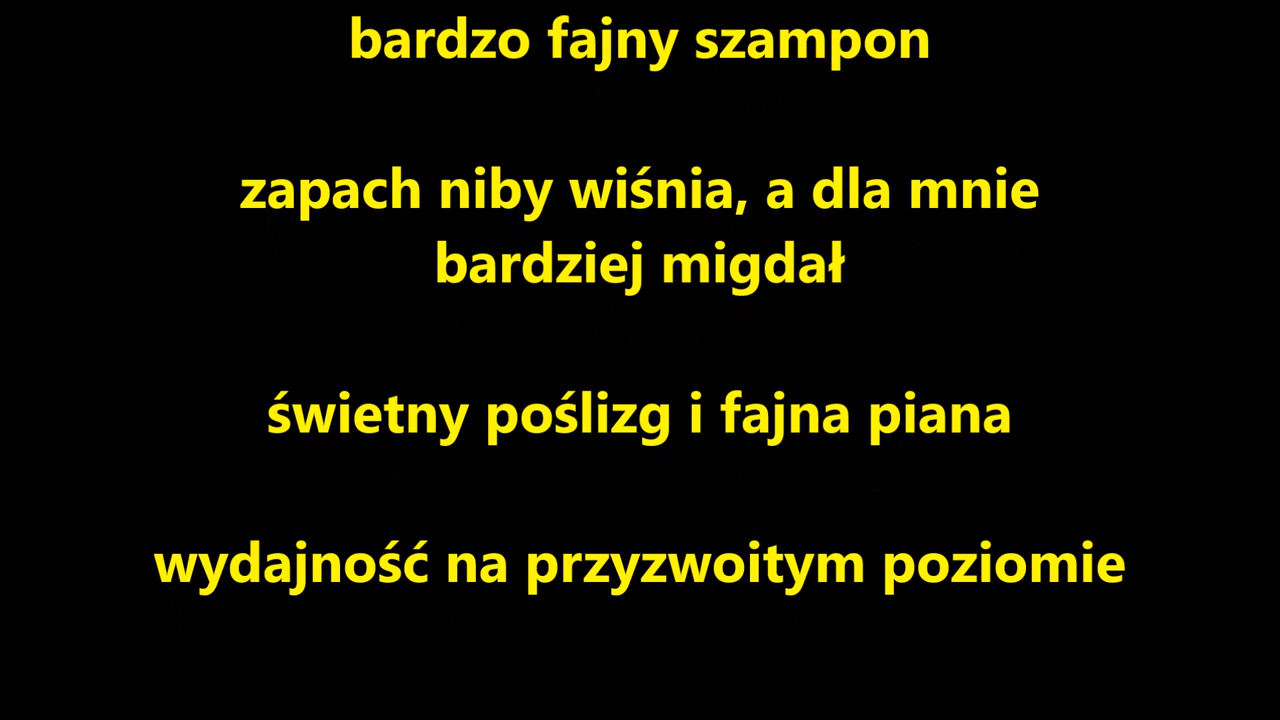 bardzo fajny szampon
zapach niby wiśnia, a dla mnie
bardziej migdał
świetny poślizg i fajna piana
wydajność na przyzwoitym poziomie